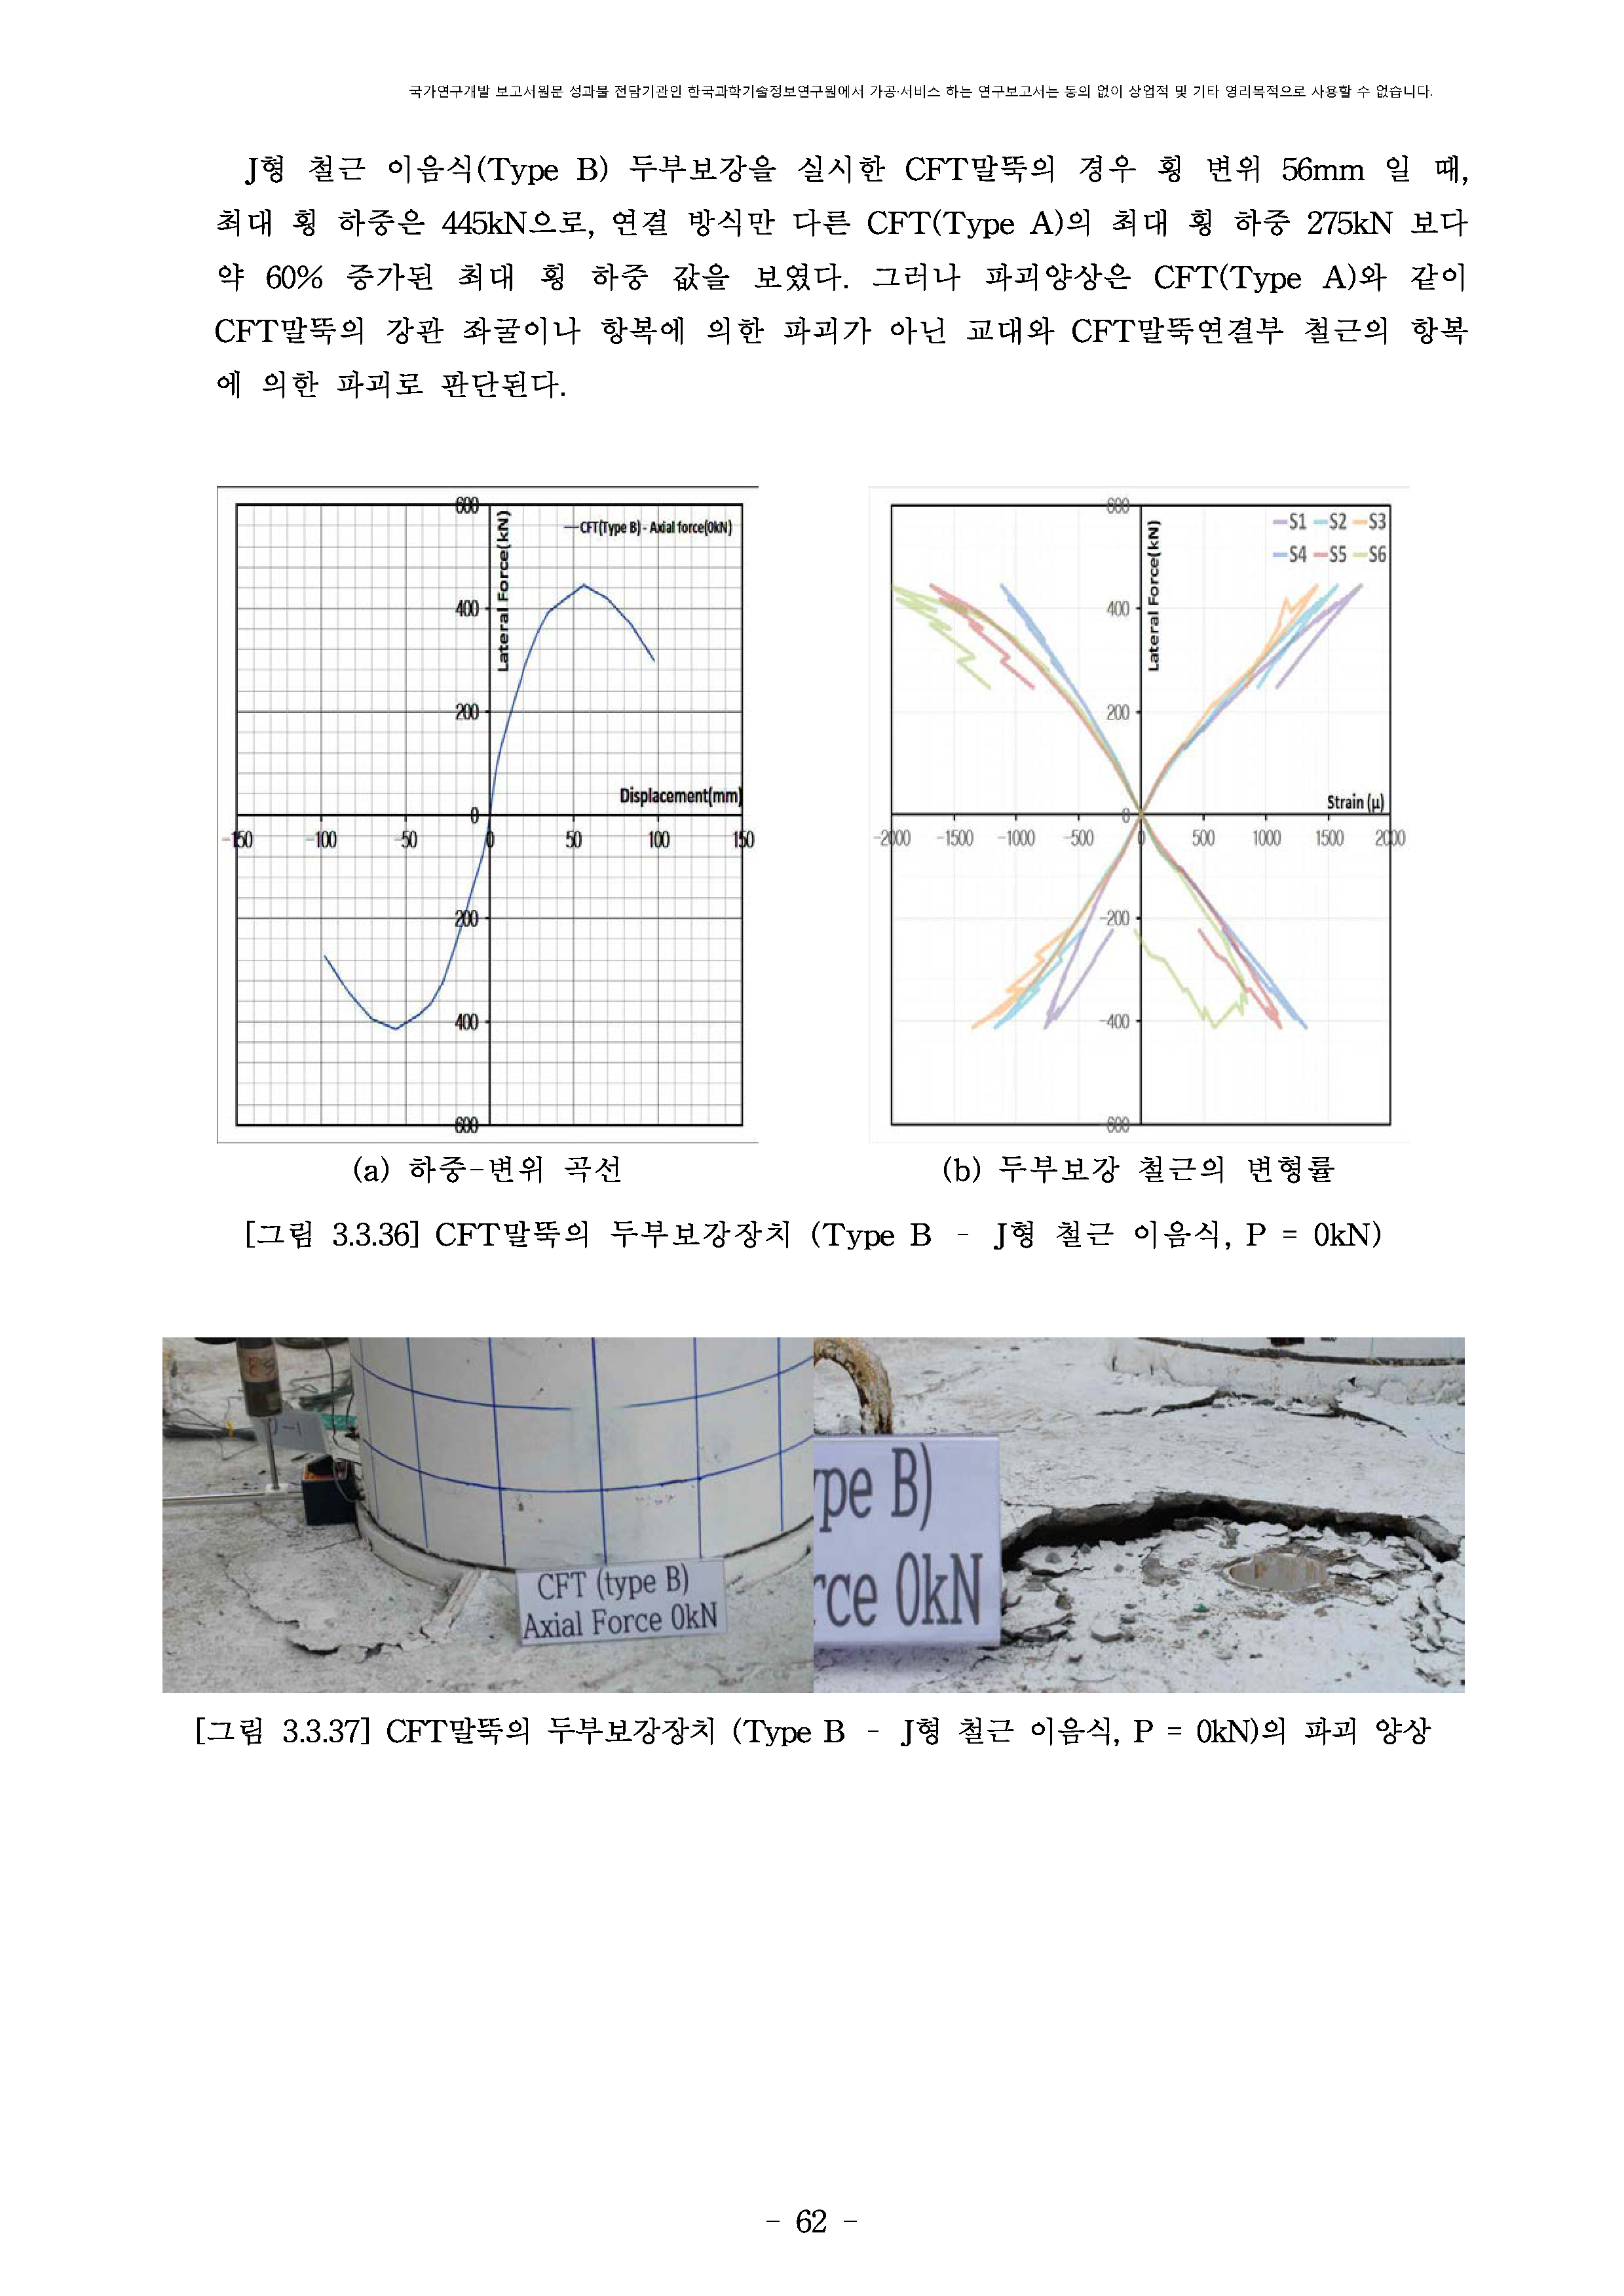 국가연구개발 보고서원문 성과물 전담기관인 한국과학기술정보연구원에서 가공·서비스 하는 연구보고서는 동의 없이 상업적 및 기타 영리목적으로 사용할 수 없습니다.
J형 철근 이음식(Type B) 두부보강을 실시한 CFT말뚝의 경우 횡 변위 56mm 일 때,
최대 횡 하중은 445kN으로, 연결 방식만 다른 CFT(Type A)의 최대 횡 하중 275kN 보다
약 60% 증가된 최대 횡 하중 값을 보였다. 그러나 파괴양상은 CFT(Type A)와 같이
CFT말뚝의 강관 좌굴이나 항복에 의한 파괴가 아닌 교대와 CFT말뚝연결부 철근의 항복
에 의한 파괴로 판단된다.
600
Lateral Force(kN)
CFT(Type B) - Axial force(0kN)
400
200
Displacement(mm)
0
-150 -100 -50 0 50 100 150
200
400
600
600
Lateral Force(kN)
S1 S2 S3
S4 S5 S6
400
200
Strain (μ)
0
-2000 -1500 -1000 -500 0 500 1000 1500 2000
-200
-400
600
(a) 하중-변위 곡선
(b) 두부보강 철근의 변형률
[그림 3.3.36] CFT말뚝의 두부보강장치 (Type B - J형 철근 이음식, P = 0kN)
CFT (type B)
Axial Force 0kN
ype B)
rce 0kN
[그림 3.3.37] CFT말뚝의 두부보강장치 (Type B - J형 철근 이음식, P = 0kN)의 파괴 양상
- 62 -